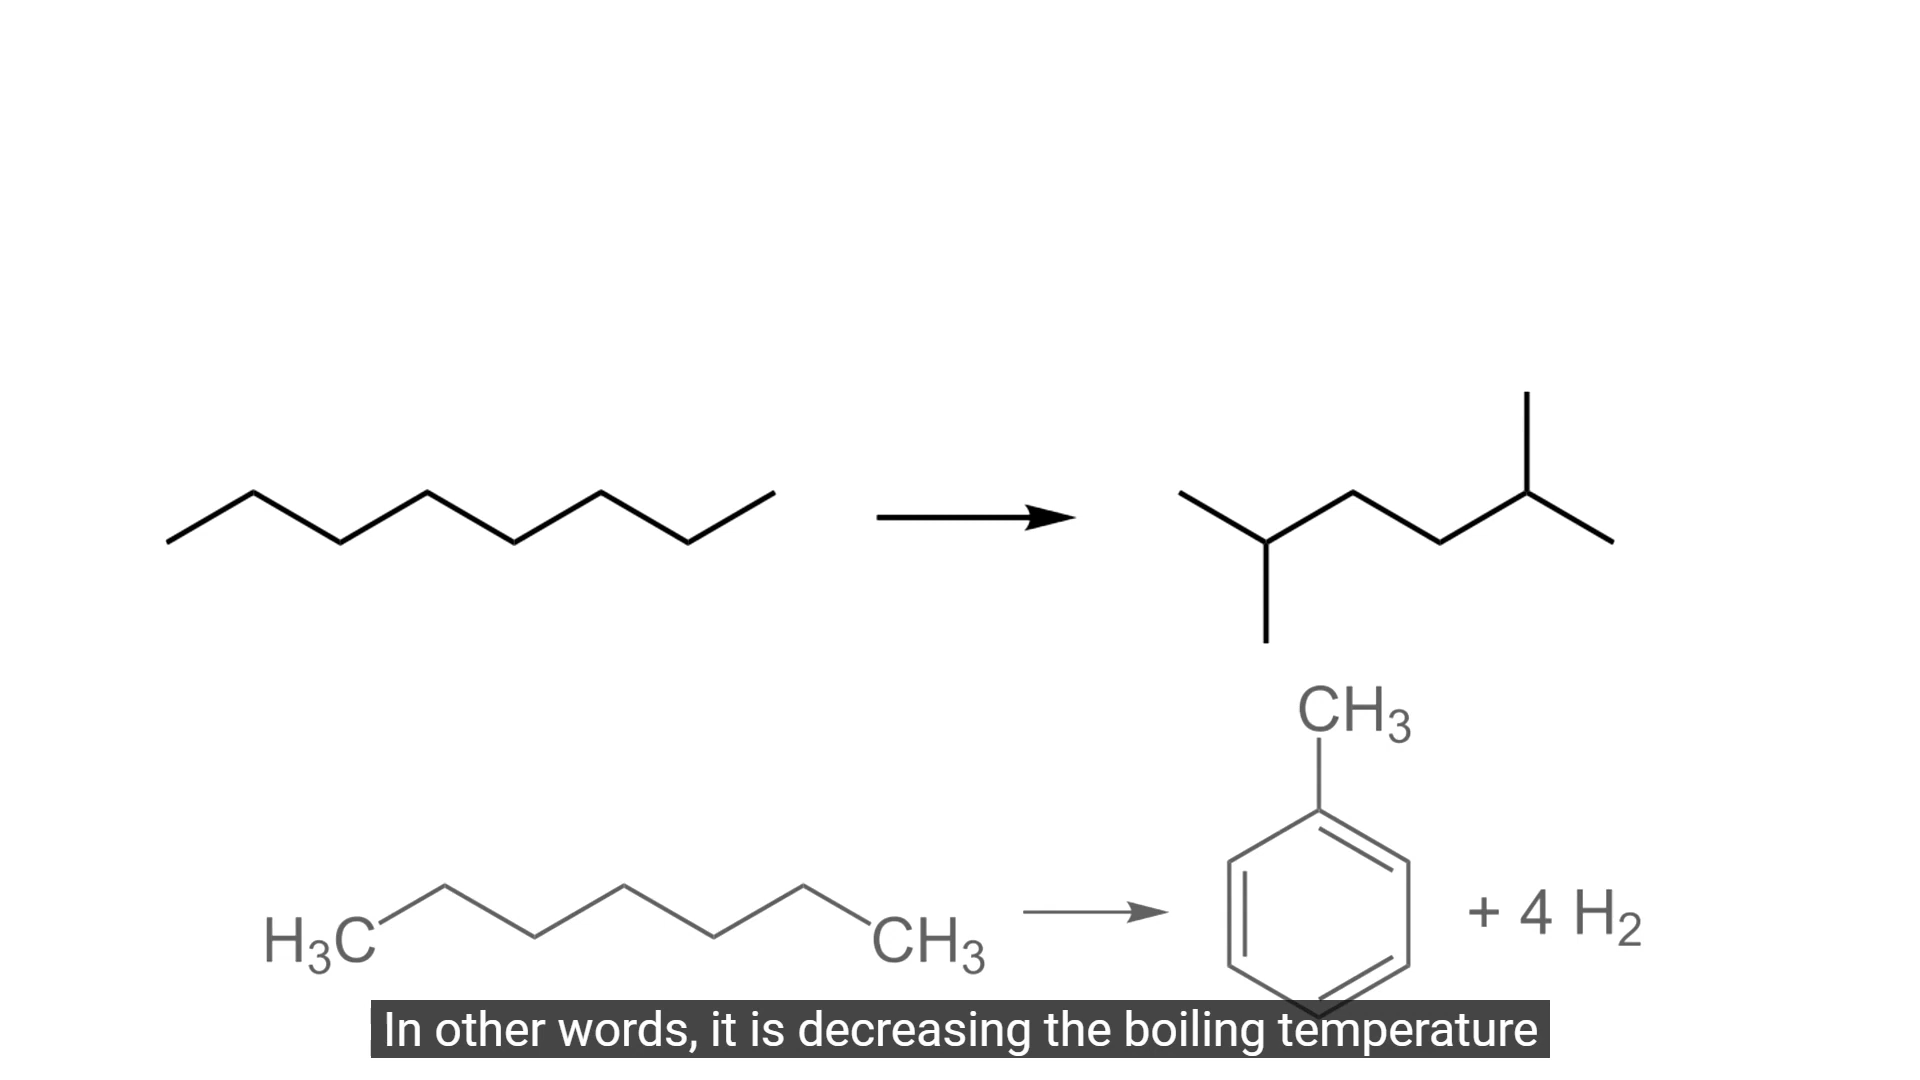 CH₃
H₃C CH₃ + 4 H₂
In other words, it is decreasing the boiling temperature